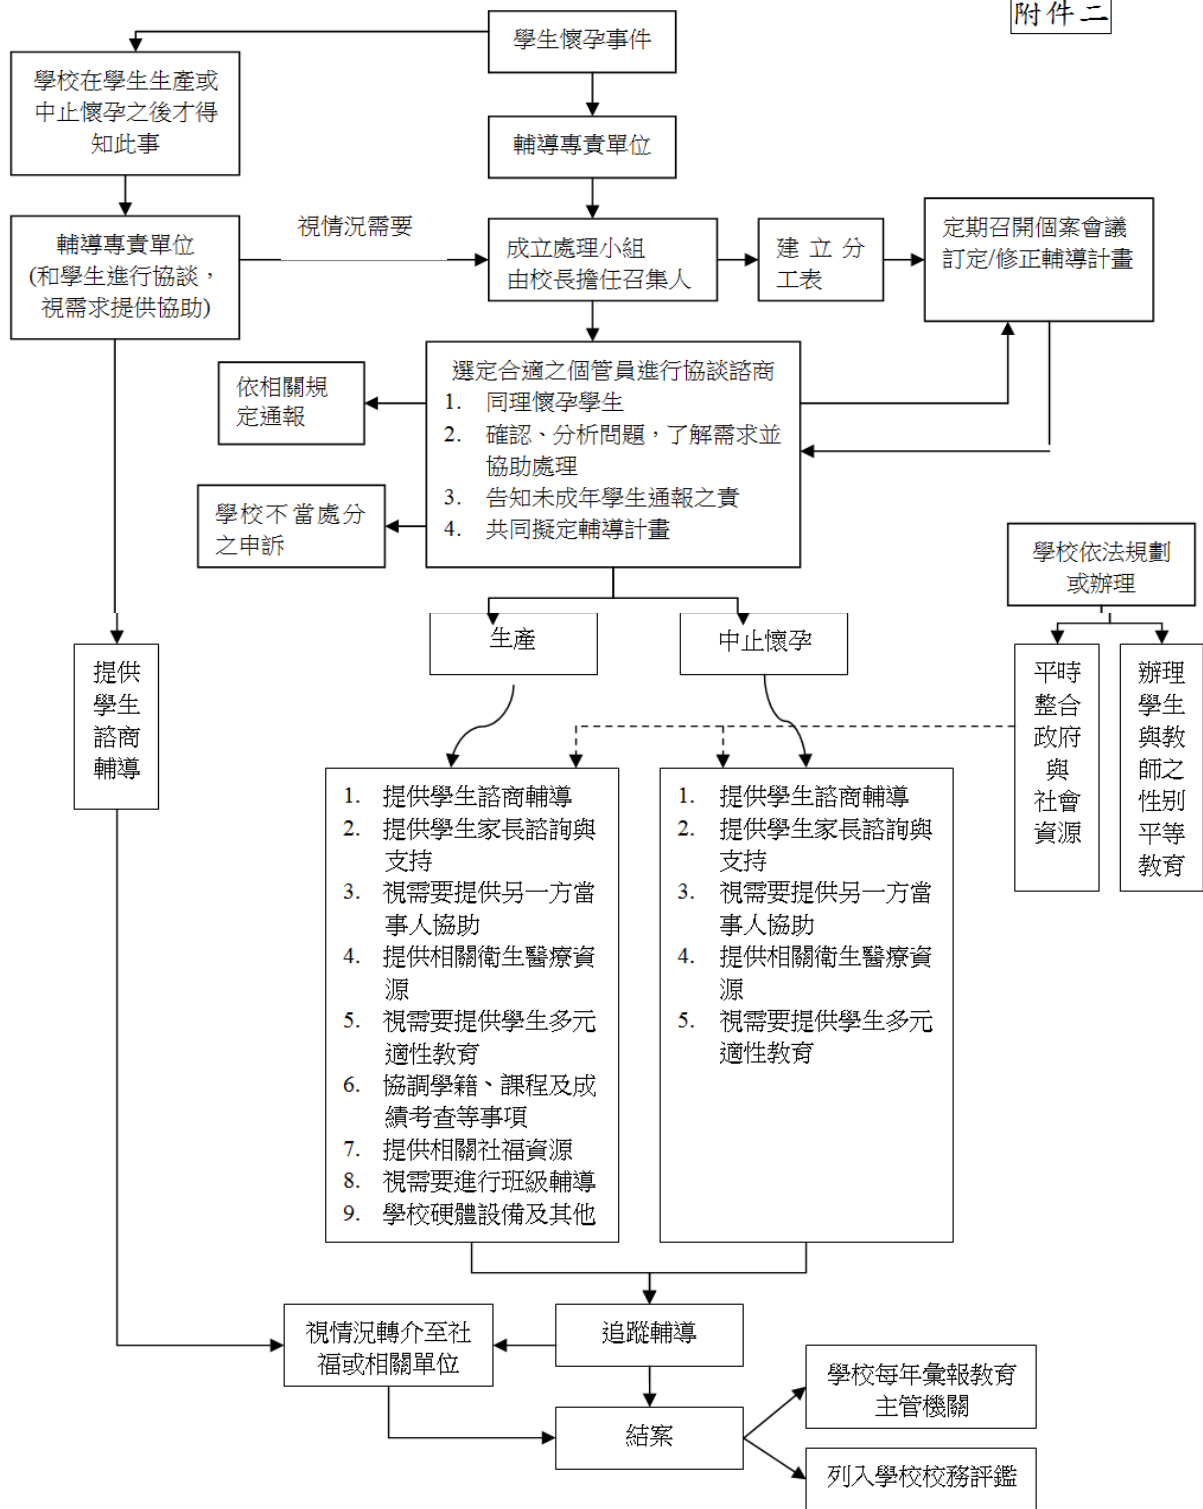 附件二
學生懷孕事件
學校在學生生產或
中止懷孕之後才得
知此事
輔導專責單位
輔導專責單位
(和學生進行協談，
視需求提供協助)
視情況需要
成立處理小組
由校長擔任召集人
建立分
工表
定期召開個案會議
訂定/修正輔導計畫
依相關規
定通報
選定合適之個管員進行協談諮商
1. 同理懷孕學生
2. 確認、分析問題，了解需求並
協助處理
3. 告知未成年學生通報之責
4. 共同擬定輔導計畫
學校不當處分
之申訴
學校依法規劃
或辦理
生產
中止懷孕
提供
學生
諮商
輔導
平時
整合
政府
與
社會
資源
辦理
學生
與教
師之
性別
平等
教育
1. 提供學生諮商輔導
2. 提供學生家長諮詢與
支持
3. 視需要提供另一方當
事人協助
4. 提供相關衛生醫療資
源
5. 視需要提供學生多元
適性教育
6. 協調學籍、課程及成
績考查等事項
7. 提供相關社福資源
8. 視需要進行班級輔導
9. 學校硬體設備及其他
1. 提供學生諮商輔導
2. 提供學生家長諮詢與
支持
3. 視需要提供另一方當
事人協助
4. 提供相關衛生醫療資
源
5. 視需要提供學生多元
適性教育
視情況轉介至社
福或相關單位
追蹤輔導
結案
學校每年彙報教育
主管機關
列入學校校務評鑑